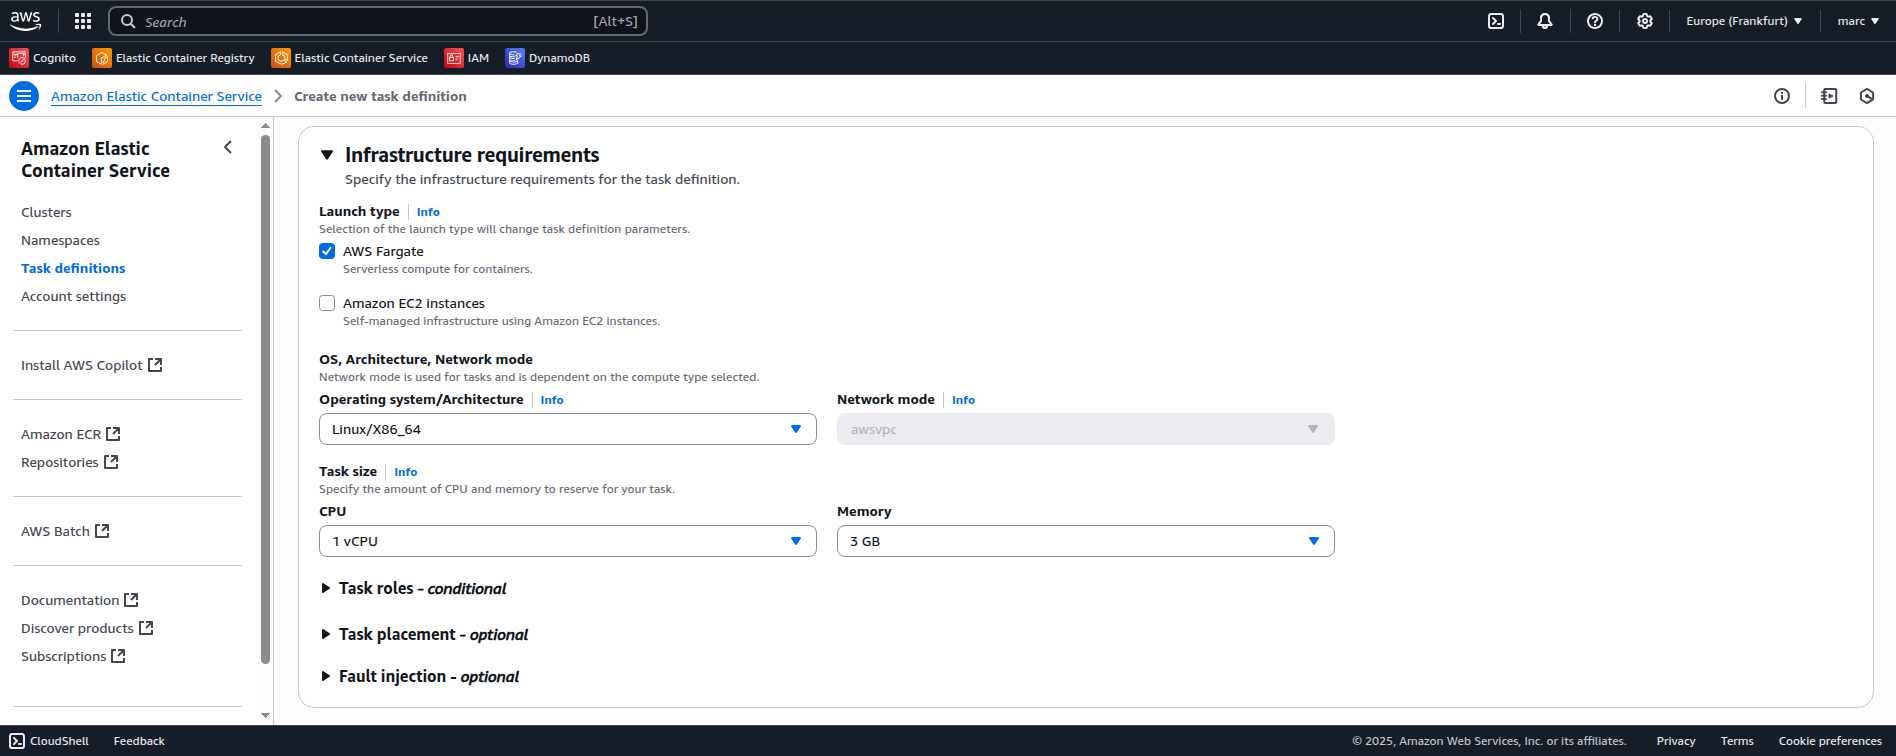 aws
Search
[Alt+S]
Europe (Frankfurt)
marc
Cognito
Elastic Container Registry
Elastic Container Service
IAM
DynamoDB
Amazon Elastic Container Service
Create new task definition
Amazon Elastic
Container Service
Clusters
Namespaces
Task definitions
Account settings
Install AWS Copilot
Amazon ECR
Repositories
AWS Batch
Documentation
Discover products
Subscriptions
Infrastructure requirements
Specify the infrastructure requirements for the task definition.
Launch type
Info
Selection of the launch type will change task definition parameters.
AWS Fargate
Serverless compute for containers.
Amazon EC2 instances
Self-managed infrastructure using Amazon EC2 instances.
OS, Architecture, Network mode
Network mode is used for tasks and is dependent on the compute type selected.
Operating system/Architecture
Info
Linux/X86_64
Network mode
Info
awsvpc
Task size
Info
Specify the amount of CPU and memory to reserve for your task.
CPU
1 vCPU
Memory
3 GB
Task roles - conditional
Task placement - optional
Fault injection - optional
CloudShell
Feedback
© 2025, Amazon Web Services, Inc. or its affiliates.
Privacy
Terms
Cookie preferences